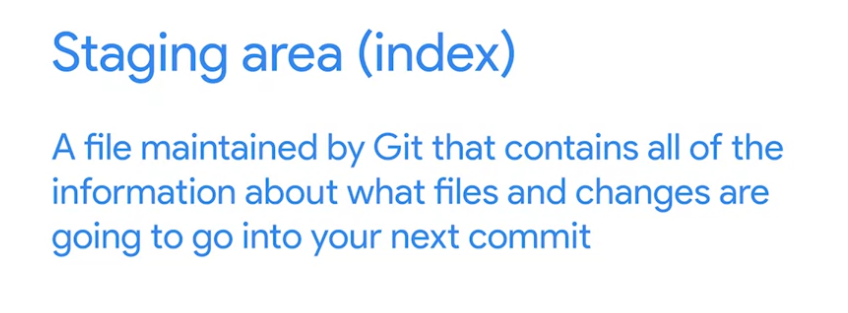 Staging area (index)
A file maintained by Git that contains all of the
information about what files and changes are
going to go into your next commit